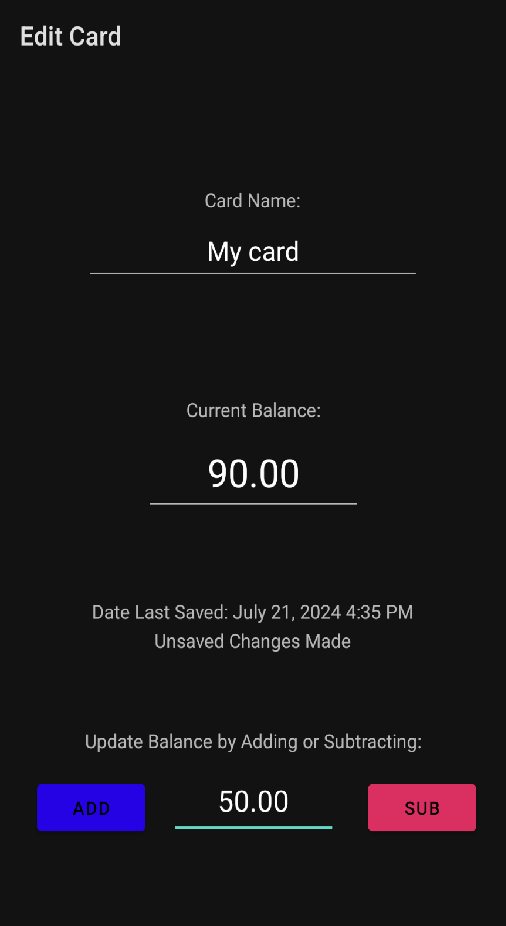 Edit Card
Card Name:
My card
Current Balance:
90.00
Date Last Saved: July 21, 2024 4:35 PM
Unsaved Changes Made
Update Balance by Adding or Subtracting:
ADD 50.00 SUB